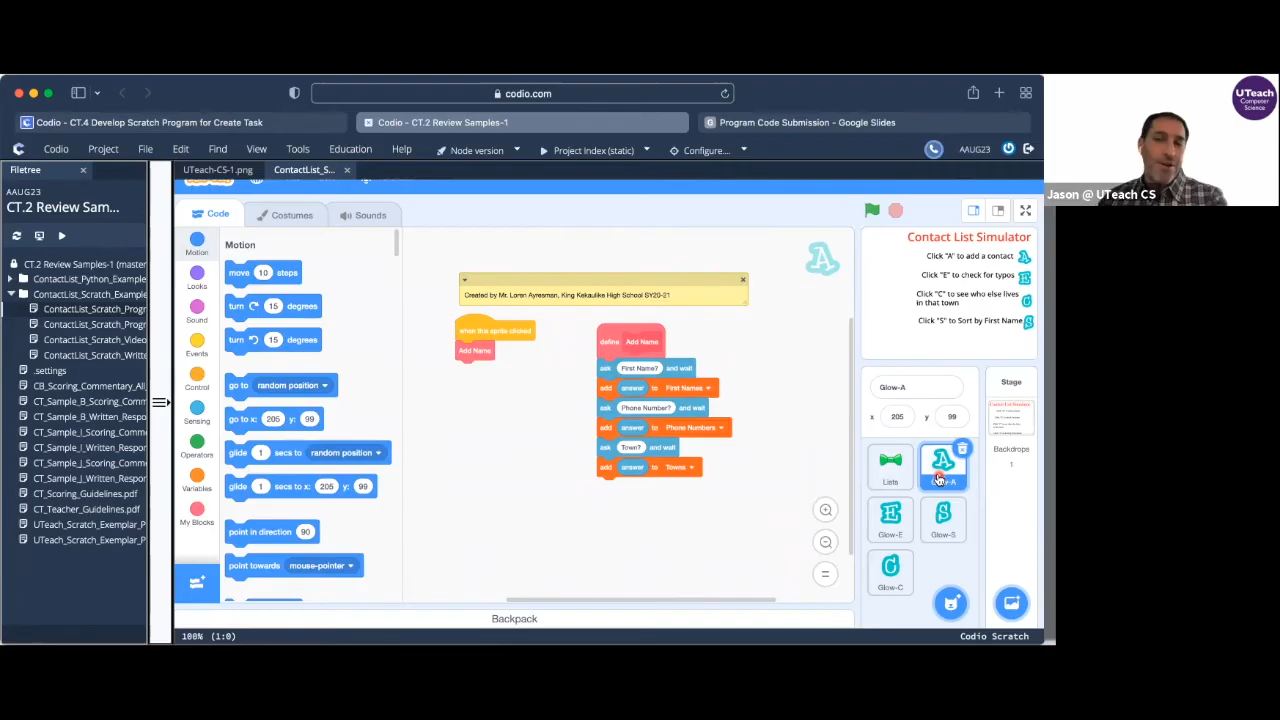 codio.com
Codio - CT.4 Develop Scratch Program for Create Task
Codio - CT.2 Review Samples-1
Program Code Submission - Google Slides
Codio Project File Edit View Tools Education Help Node version Project Index (static) Configure... AAUG23
Filetree
UTeach-CS-1.png
ContactList_S...
AAUG23
CT.2 Review Sam...
CT.2 Review Samples-1 (master
ContactList_Python_Example
ContactList_Scratch_Example
ContactList_Scratch_Progr
ContactList_Scratch_Progr
ContactList_Scratch_Video
ContactList_Scratch_Writte
.settings
CB_Scoring_Commentary_All_
CT_Sample_B_Scoring_Comm
CT_Sample_B_Written_Respon
CT_Sample_I_Scoring_Comme
CT_Sample_I_Written_Respon
CT_Sample_J_Scoring_Comme
CT_Sample_J_Written_Respon
CT_Scoring_Guidelines.pdf
CT_Teacher_Guidelines.pdf
UTeach_Scratch_Exemplar_P
UTeach_Scratch_Exemplar_P
Code
Costumes
Sounds
Motion
Looks
Sound
Events
Control
Sensing
Operators
Variables
My Blocks
Motion
move 10 steps
turn 15 degrees
turn 15 degrees
go to random position
go to x: 205 y: 99
glide 1 secs to random position
glide 1 secs to x: 205 y: 99
point in direction 90
point towards mouse-pointer
Created by Mr. Loren Ayresman, King Kekaulike High School SY20-21
when this sprite clicked
Add Name
define Add Name
ask First Name? and wait
add answer to First Names
ask Phone Number? and wait
add answer to Phone Numbers
ask Town? and wait
add answer to Towns
A
Backpack
Contact List Simulator
Click "A" to add a contact A
Click "E" to check for typos E
Click "C" to see who else lives
in that town C
Click "S" to Sort by First Name S
Glow-A
x 205 y 99
Stage
Backdrops
1
Lists
A
Glow-A
E
Glow-E
S
Glow-S
C
Glow-C
100% (1:0)
Codio Scratch
UTeach
Computer
Science
Jason @ UTeach CS